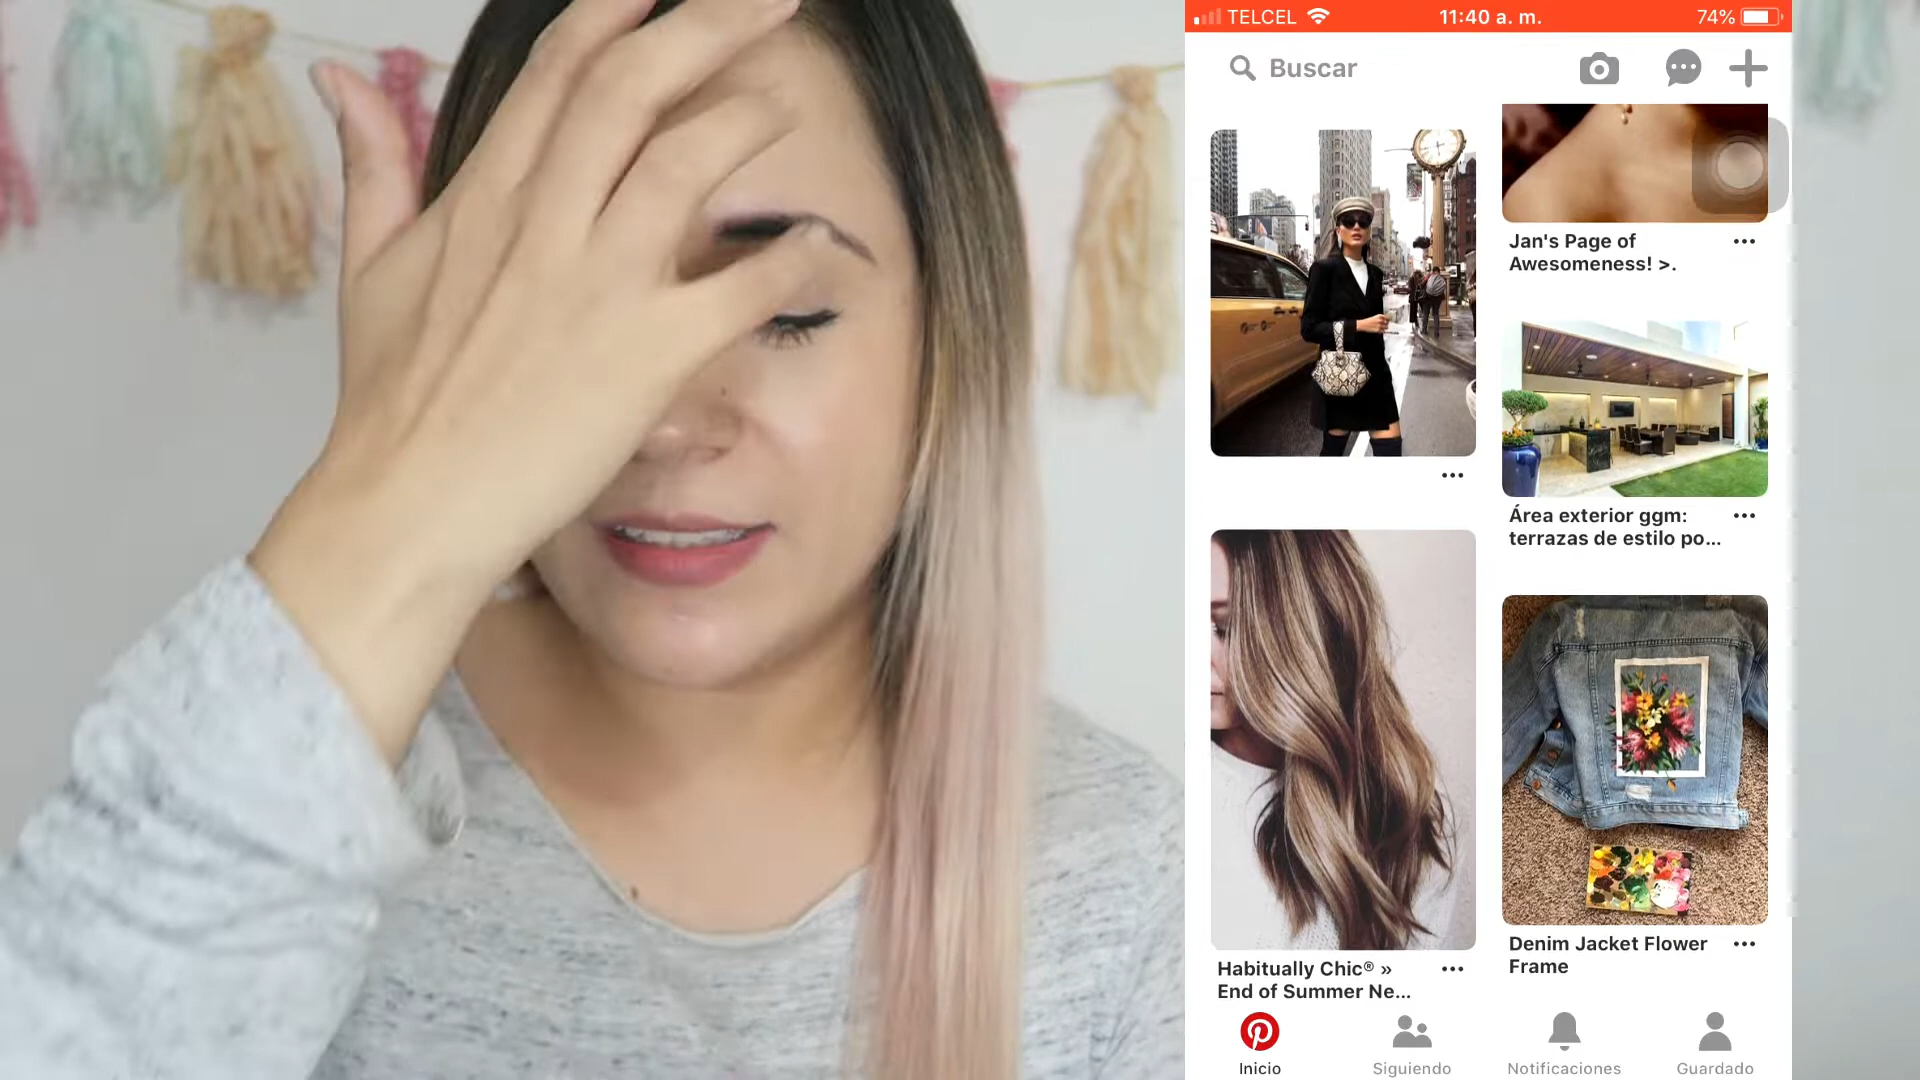 TELCEL
11:40 a. m.
74%
Buscar
Jan's Page of
Awesomeness! >.
Área exterior ggm:
terrazas de estilo po...
Habitually Chic® »
End of Summer Ne...
Denim Jacket Flower
Frame
Inicio
Siguiendo
Notificaciones
Guardado